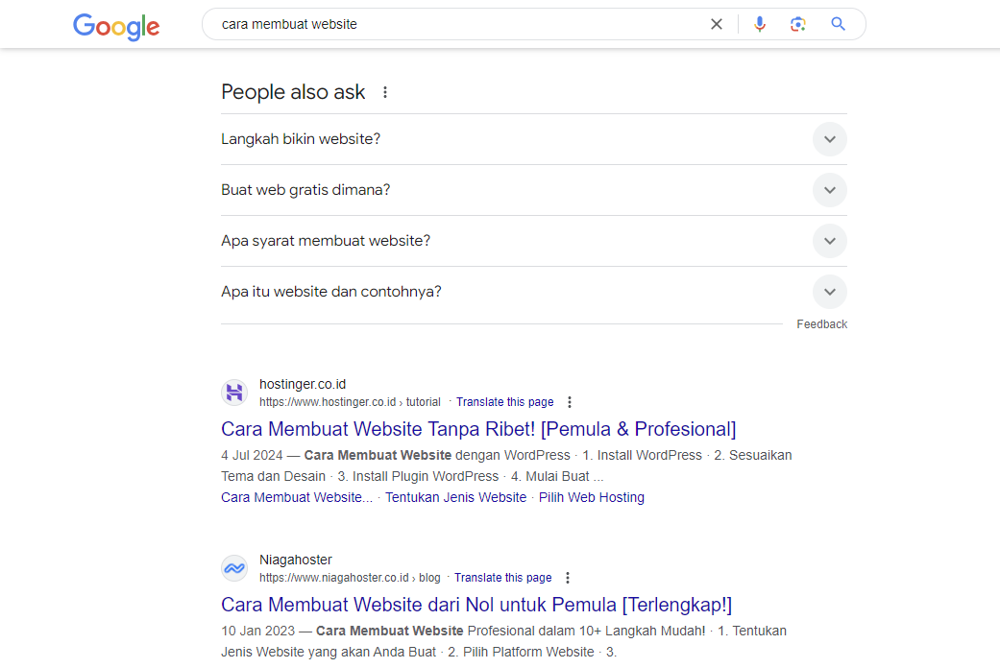 Google
cara membuat website
People also ask
Langkah bikin website?
Buat web gratis dimana?
Apa syarat membuat website?
Apa itu website dan contohnya?
Feedback
hostinger.co.id
https://www.hostinger.co.id › tutorial · Translate this page
Cara Membuat Website Tanpa Ribet! [Pemula & Profesional]
4 Jul 2024 — Cara Membuat Website dengan WordPress · 1. Install WordPress · 2. Sesuaikan
Tema dan Desain · 3. Install Plugin WordPress · 4. Mulai Buat ...
Cara Membuat Website... · Tentukan Jenis Website · Pilih Web Hosting
Niagahoster
https://www.niagahoster.co.id › blog · Translate this page
Cara Membuat Website dari Nol untuk Pemula [Terlengkap!]
10 Jan 2023 — Cara Membuat Website Profesional dalam 10+ Langkah Mudah! · 1. Tentukan
Jenis Website yang akan Anda Buat · 2. Pilih Platform Website · 3.